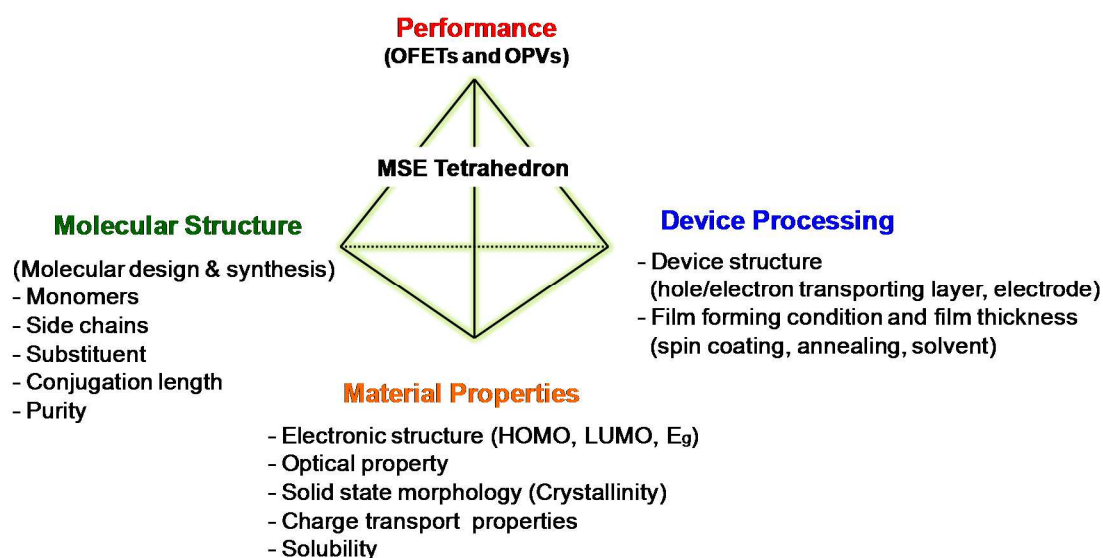 Performance
(OFETs and OPVs)
MSE Tetrahedron
Molecular Structure
(Molecular design & synthesis)
- Monomers
- Side chains
- Substituent
- Conjugation length
- Purity
Device Processing
- Device structure
(hole/electron transporting layer, electrode)
- Film forming condition and film thickness
(spin coating, annealing, solvent)
Material Properties
- Electronic structure (HOMO, LUMO, Eg)
- Optical property
- Solid state morphology (Crystallinity)
- Charge transport properties
- Solubility